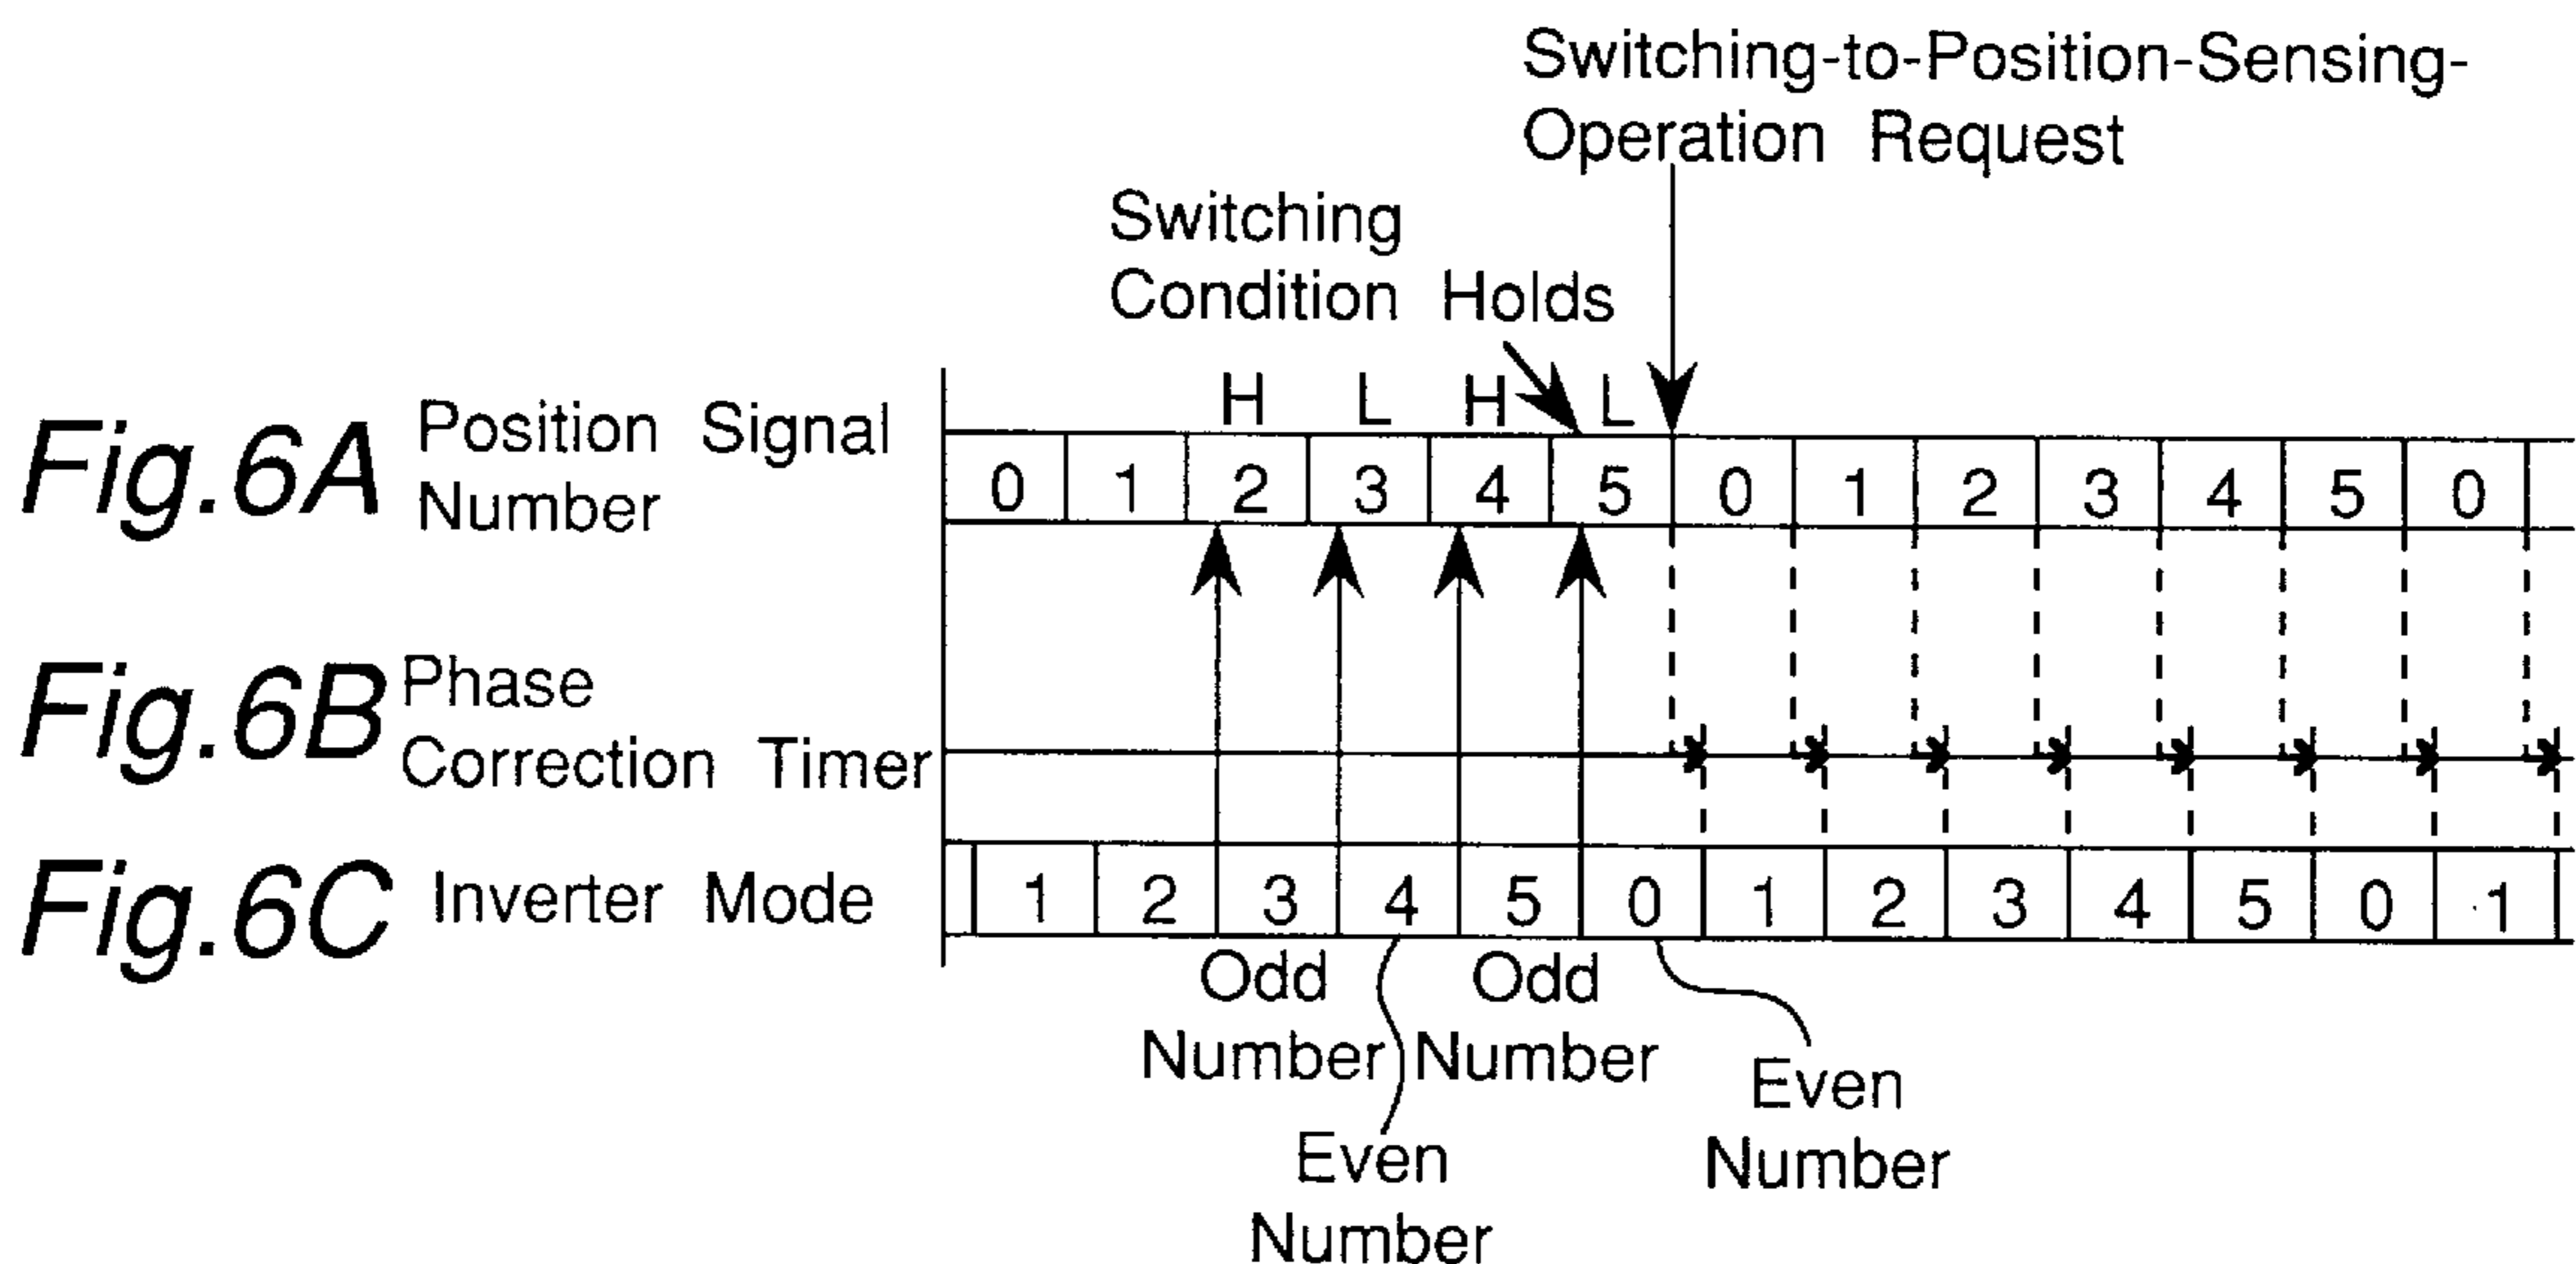 Switching-to-Position-Sensing-
Operation Request
Switching
Condition Holds
H L H L
Fig.6A Position Signal
Number
0 1 2 3 4 5 0 1 2 3 4 5 0
Fig.6B Phase
Correction Timer
Fig.6C Inverter Mode
1 2 3 4 5 0 1 2 3 4 5 0 1
Odd
Number
Odd
Number
Even
Number
Even
Number